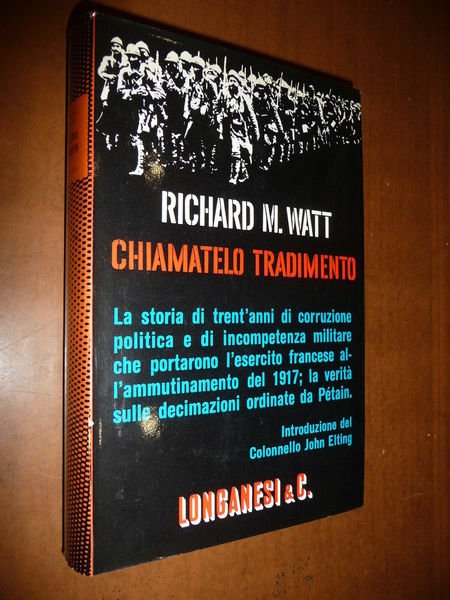 RICHARD M. WATT
CHIAMATELO TRADIMENTO
La storia di trent'anni di corruzione
politica e di incompetenza militare
che portarono l'esercito francese al-
l'ammutinamento del 1917; la verità
sulle decimazioni ordinate da Pétain.
Introduzione del
Colonnello John Elting
LONGANESI & C.